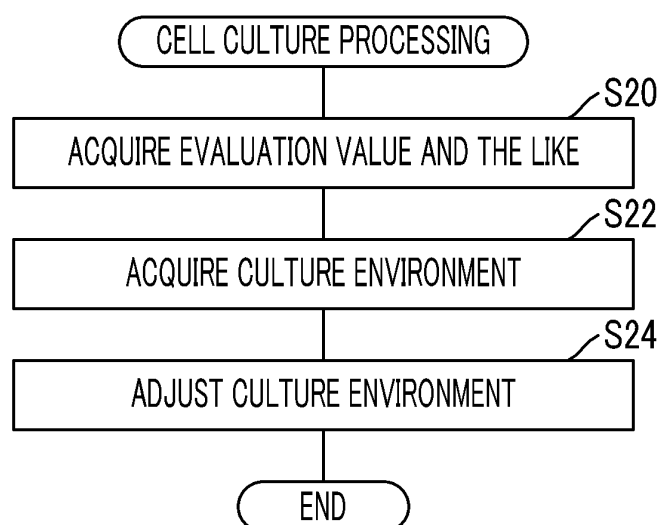 CELL CULTURE PROCESSING
S20
ACQUIRE EVALUATION VALUE AND THE LIKE
S22
ACQUIRE CULTURE ENVIRONMENT
S24
ADJUST CULTURE ENVIRONMENT
END